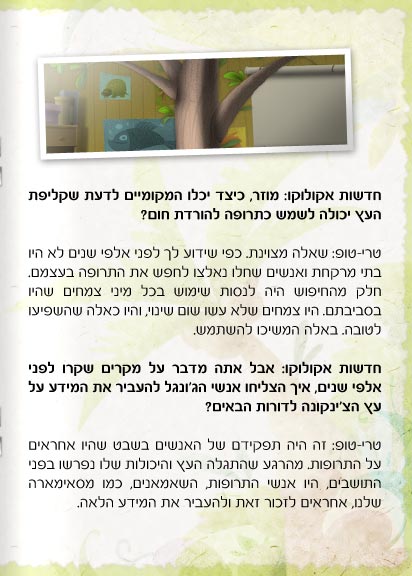 חדשות אקולוקו: מוזר, כיצד יכלו המקומיים לדעת שקליפת
העץ יכולה לשמש כתרופה להורדת חום?
טרי-טופ: שאלה מצוינת. כפי שידוע לך לפני אלפי שנים לא היו
בתי מרקחת ואנשים שחלו נאלצו לחפש את התרופה בעצמם.
חלק מהחיפוש היה לנסות שימוש בכל מיני צמחים שהיו
בסביבתם. היו צמחים שלא עשו שום שינוי, והיו כאלה שהשפיעו
לטובה. באלה המשיכו להשתמש.
חדשות אקולוקו: אבל אתה מדבר על מקרים שקרו לפני
אלפי שנים, איך הצליחו אנשי הג'ונגל להעביר את המידע על
עץ הצ'ינקונה לדורות הבאים?
טרי-טופ: זה היה תפקידם של האנשים בשבט שהיו אחראים
על התרופות. מהרגע שהתגלה העץ והיכולות שלו נפרשו בפני
התושבים, היו אנשי התרופות, השאמאנים, כמו מסאימארה
שלנו, אחראים לזכור זאת ולהעביר את המידע הלאה.